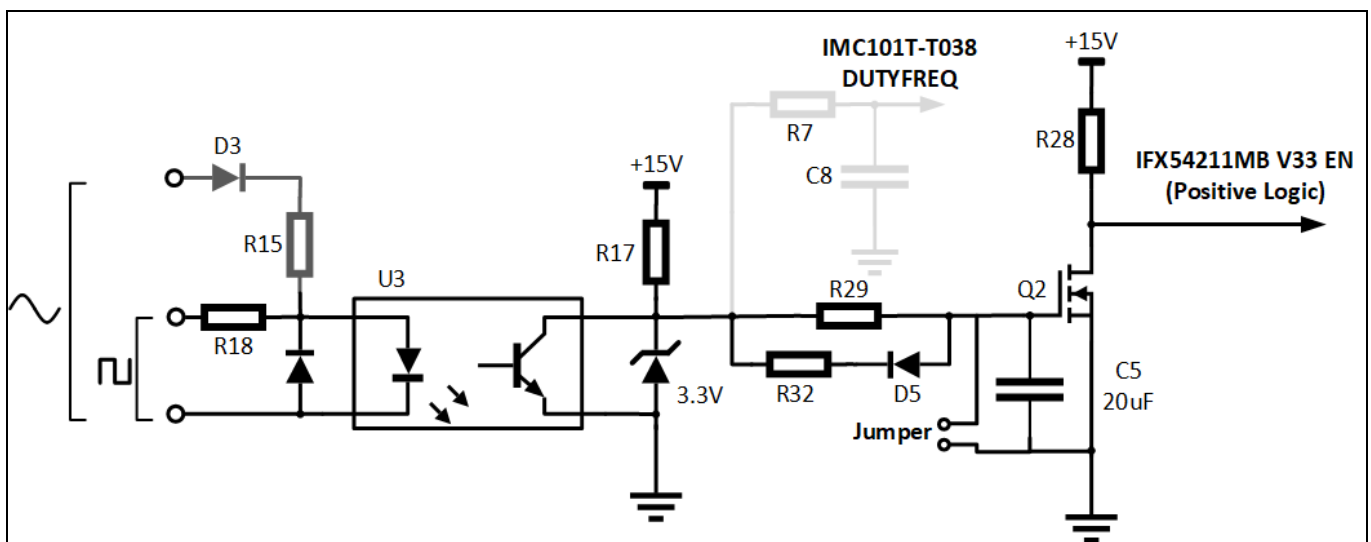 IMC101T-T038
DUTYFREQ
+15V
R7
C8
R28
IFX54211MB V33 EN
(Positive Logic)
D3
R15
+15V
R17
U3
R18
R29
Q2
R32
D5
3.3V
C5
20uF
Jumper